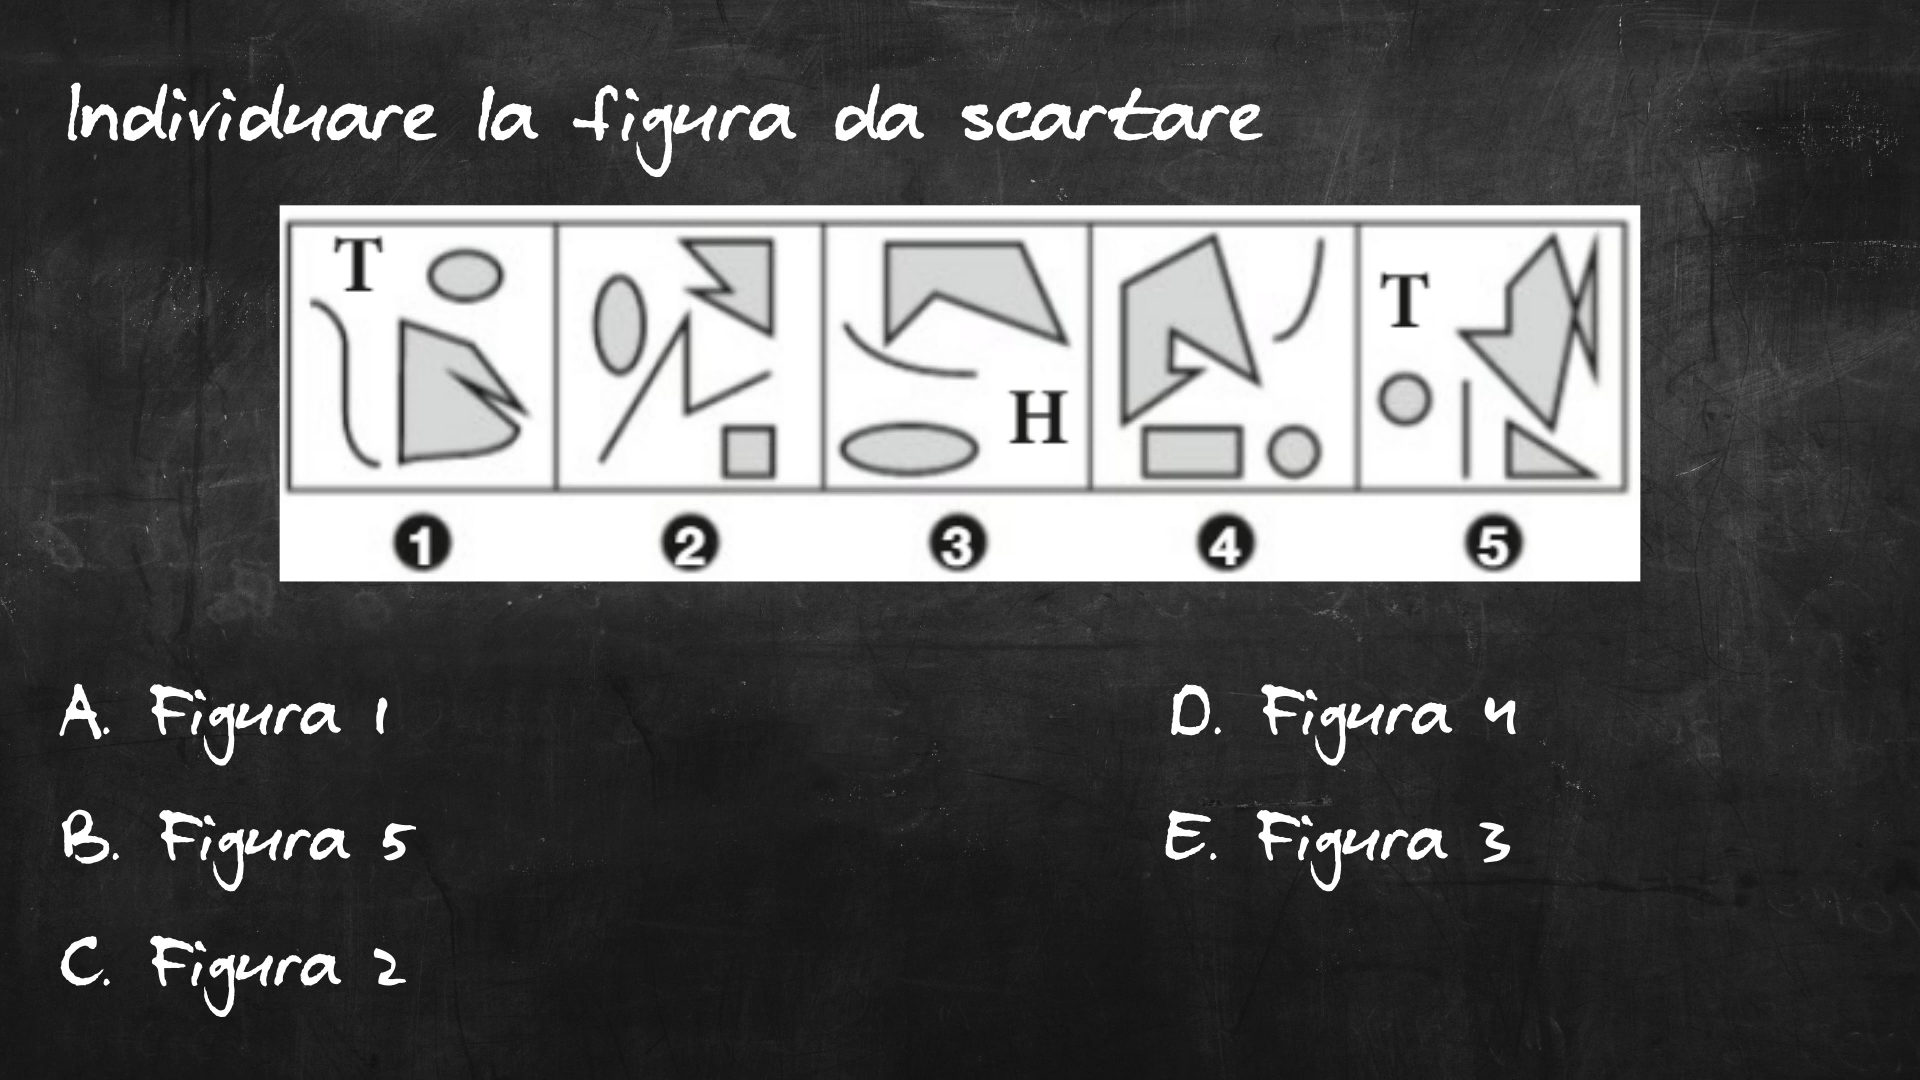 Individuare la figura da scartare
T H T
1 2 3 4 5
A. Figura 1
B. Figura 5
C. Figura 2
D. Figura 4
E. Figura 3